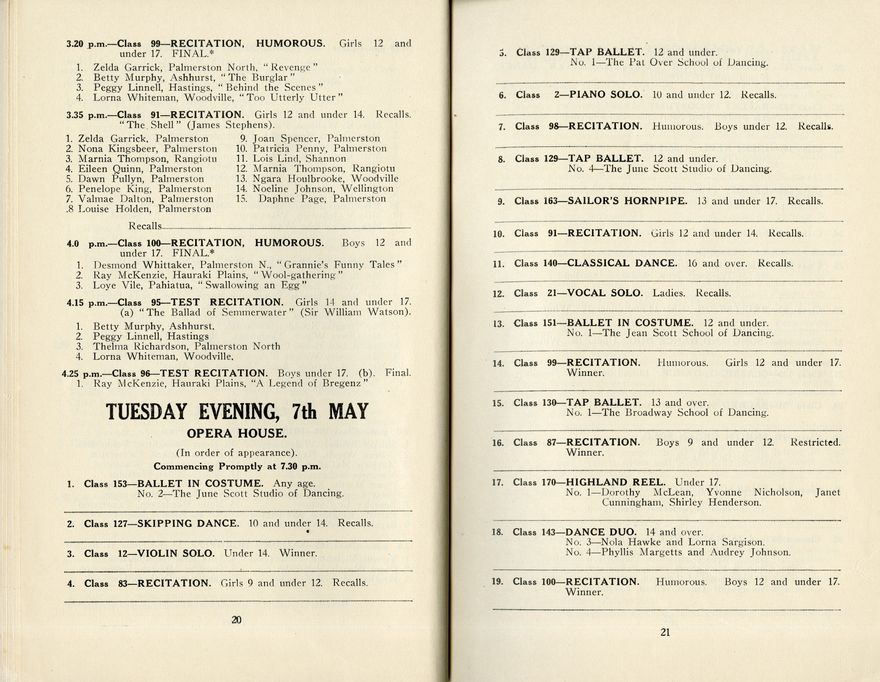 3.20 p.m.—Class 99—RECITATION, HUMOROUS. Girls 12 and
under 17. FINAL.*
1. Zelda Garrick, Palmerston North, "Revenge"
2. Betty Murphy, Ashhurst, "The Burglar"
3. Peggy Linnell, Hastings, "Behind the Scenes"
4. Lorna Whiteman, Woodville, "Too Utterly Utter"
3.35 p.m.—Class 91—RECITATION. Girls 12 and under 14. Recalls.
"The Shell" (James Stephens).
1. Zelda Garrick, Palmerston
2. Nona Kingsbeer, Palmerston
3. Marnia Thompson, Rangiotu
4. Eileen Quinn, Palmerston
5. Dawn Pullyn, Palmerston
6. Penelope King, Palmerston
7. Valmae Dalton, Palmerston
.8 Louise Holden, Palmerston
9. Joan Spencer, Palmerston
10. Patricia Penny, Palmerston
11. Lois Lind, Shannon
12. Marnia Thompson, Rangiotu
13. Ngara Houlbrooke, Woodville
14. Noeline Johnson, Wellington
15. Daphne Page, Palmerston
Recalls
4.0 p.m.—Class 100—RECITATION, HUMOROUS. Boys 12 and
under 17. FINAL.*
1. Desmond Whittaker, Palmerston N., "Grannie's Funny Tales"
2. Ray McKenzie, Hauraki Plains, "Wool-gathering"
3. Loye Vile, Pahiatua, "Swallowing an Egg"
4.15 p.m.—Class 95—TEST RECITATION. Girls 14 and under 17.
(a) "The Ballad of Semmerwater" (Sir William Watson).
1. Betty Murphy, Ashhurst.
2. Peggy Linnell, Hastings
3. Thelma Richardson, Palmerston North
4. Lorna Whiteman, Woodville,
4.25 p.m.—Class 96—TEST RECITATION. Boys under 17. (b). Final.
1. Ray McKenzie, Hauraki Plains, "A Legend of Bregenz"
TUESDAY EVENING, 7th MAY
OPERA HOUSE.
(In order of appearance).
Commencing Promptly at 7.30 p.m.
1. Class 153—BALLET IN COSTUME. Any age.
No. 2—The June Scott Studio of Dancing.
2. Class 127—SKIPPING DANCE. 10 and under 14. Recalls.
3. Class 12—VIOLIN SOLO. Under 14. Winner.
4. Class 83—RECITATION. Girls 9 and under 12. Recalls.
20
5. Class 129—TAP BALLET. 12 and under.
No. 1—The Pat Over School of Dancing.
6. Class 2—PIANO SOLO. 10 and under 12. Recalls.
7. Class 98—RECITATION. Humorous. Boys under 12. Recalls.
8. Class 129—TAP BALLET. 12 and under.
No. 4—The June Scott Studio of Dancing.
9. Class 163—SAILOR'S HORNPIPE. 13 and under 17. Recalls.
10. Class 91—RECITATION. Girls 12 and under 14. Recalls.
11. Class 140—CLASSICAL DANCE. 16 and over. Recalls.
12. Class 21—VOCAL SOLO. Ladies. Recalls.
13. Class 151—BALLET IN COSTUME. 12 and under.
No. 1—The Jean Scott School of Dancing.
14. Class 99—RECITATION. Humorous. Girls 12 and under 17.
Winner.
15. Class 130—TAP BALLET. 13 and over.
No. 1—The Broadway School of Dancing.
16. Class 87—RECITATION. Boys 9 and under 12. Restricted.
Winner.
17. Class 170—HIGHLAND REEL. Under 17.
No. 1—Dorothy McLean, Yvonne Nicholson, Janet
Cunningham, Shirley Henderson.
18. Class 143—DANCE DUO. 14 and over.
No. 3—Nola Hawke and Lorna Sargison.
No. 4—Phyllis Margetts and Audrey Johnson.
19. Class 100—RECITATION. Humorous. Boys 12 and under 17.
Winner.
21